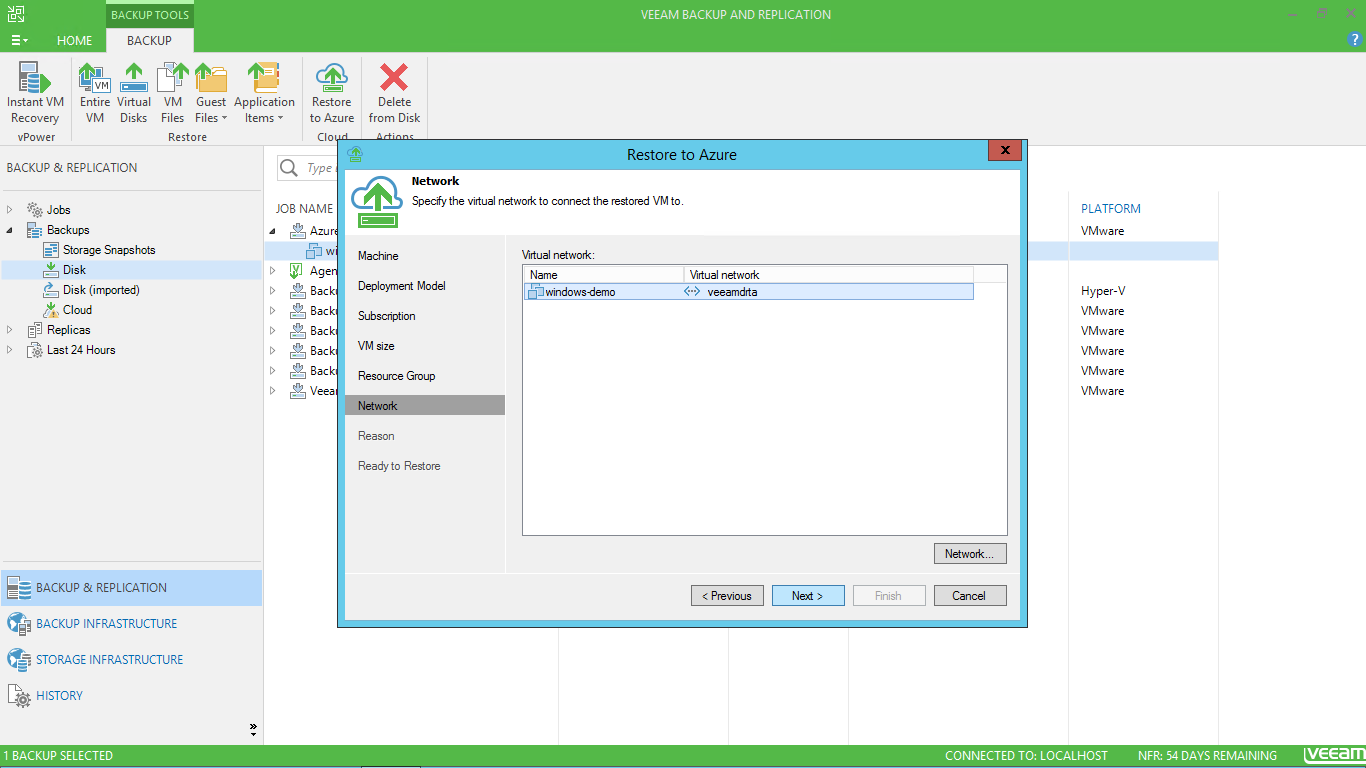 BACKUP TOOLS
VEEAM BACKUP AND REPLICATION
HOME
BACKUP
?
Instant VM Recovery
Entire VM
Virtual Disks
VM Files
Guest Files
Application Items
Restore to Azure
Delete from Disk
vPower
Restore
Cloud
Actions
BACKUP & REPLICATION
Jobs
Backups
Storage Snapshots
Disk
Disk (imported)
Cloud
Replicas
Last 24 Hours
BACKUP & REPLICATION
BACKUP INFRASTRUCTURE
STORAGE INFRASTRUCTURE
HISTORY
Type
JOB NAME
PLATFORM
Azure
VMware
wi
Agen
Backu
Hyper-V
Backu
VMware
Backu
VMware
Backu
VMware
Backu
VMware
Veear
VMware
Restore to Azure
X
Network
Specify the virtual network to connect the restored VM to.
Machine
Deployment Model
Subscription
VM size
Resource Group
Network
Reason
Ready to Restore
Virtual network:
Name
Virtual network
windows-demo
veeamdrta
Network...
< Previous
Next >
Finish
Cancel
1 BACKUP SELECTED
CONNECTED TO: LOCALHOST
NFR: 54 DAYS REMAINING
veeam